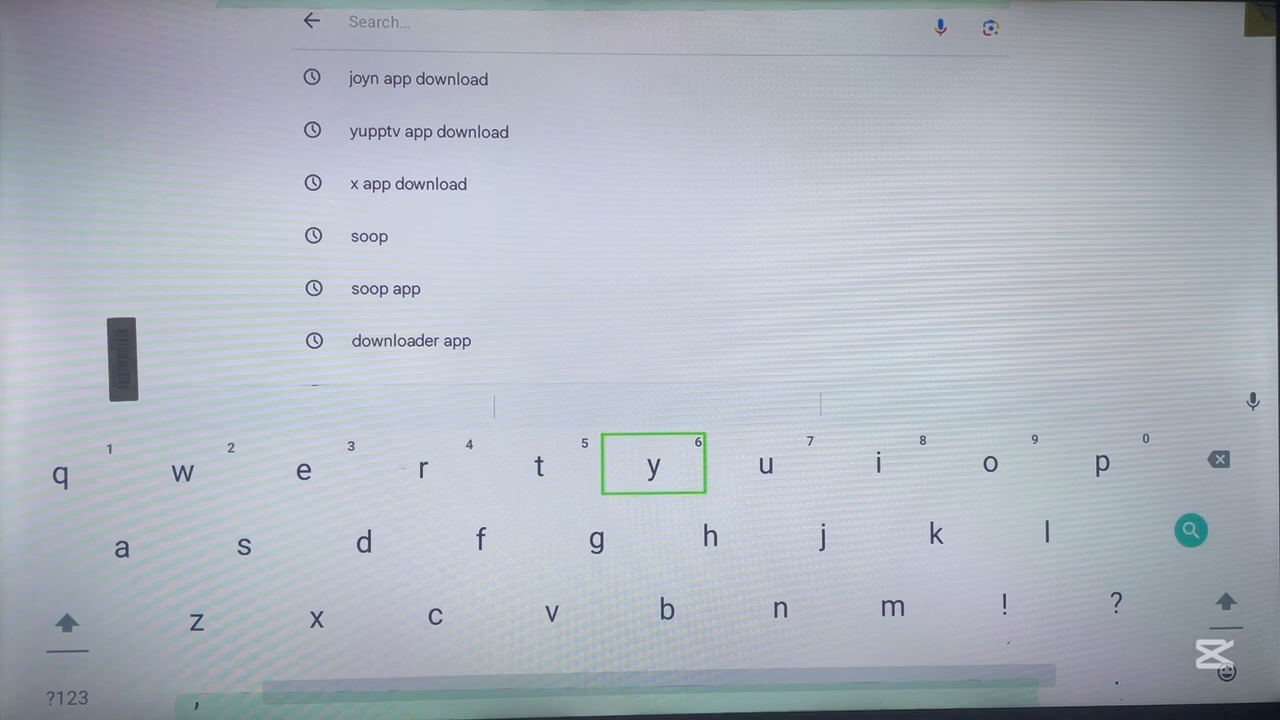 Search...
joyn app download
yupptv app download
x app download
soop
soop app
downloader app
1 2 3 4 5 6 7 8 9 0
q w e r t y u i o p
a s d f g h j k l
z x c v b n m ! ?
?123 , .